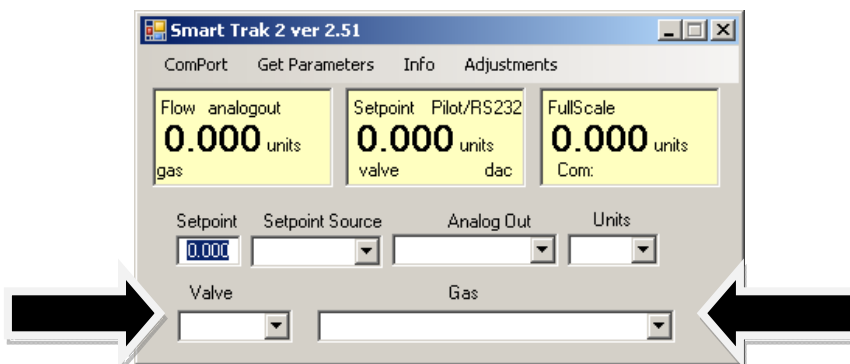 Smart Trak 2 ver 2.51
ComPort Get Parameters Info Adjustments
Flow analogout Setpoint Pilot/RS232 FullScale
0.000 units 0.000 units 0.000 units
gas valve dac Com:
Setpoint Setpoint Source Analog Out Units
0.000
Valve Gas